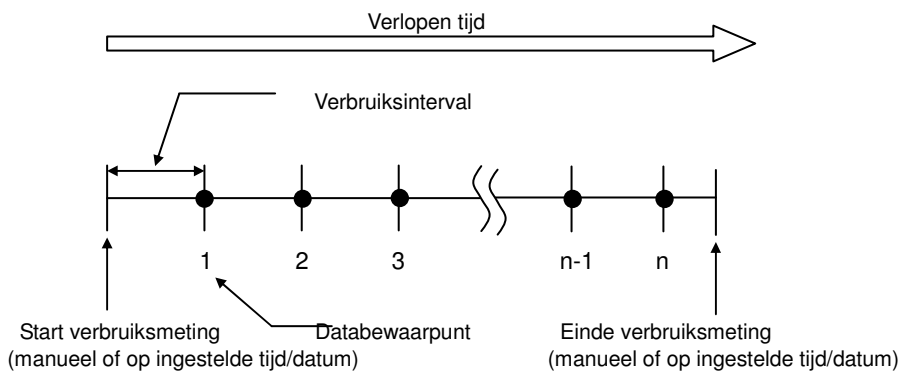 Verlopen tijd
Verbruiksinterval
1 2 3 n-1 n
Start verbruiksmeting
(manueel of op ingestelde tijd/datum)
Databewaarpunt
Einde verbruiksmeting
(manueel of op ingestelde tijd/datum)